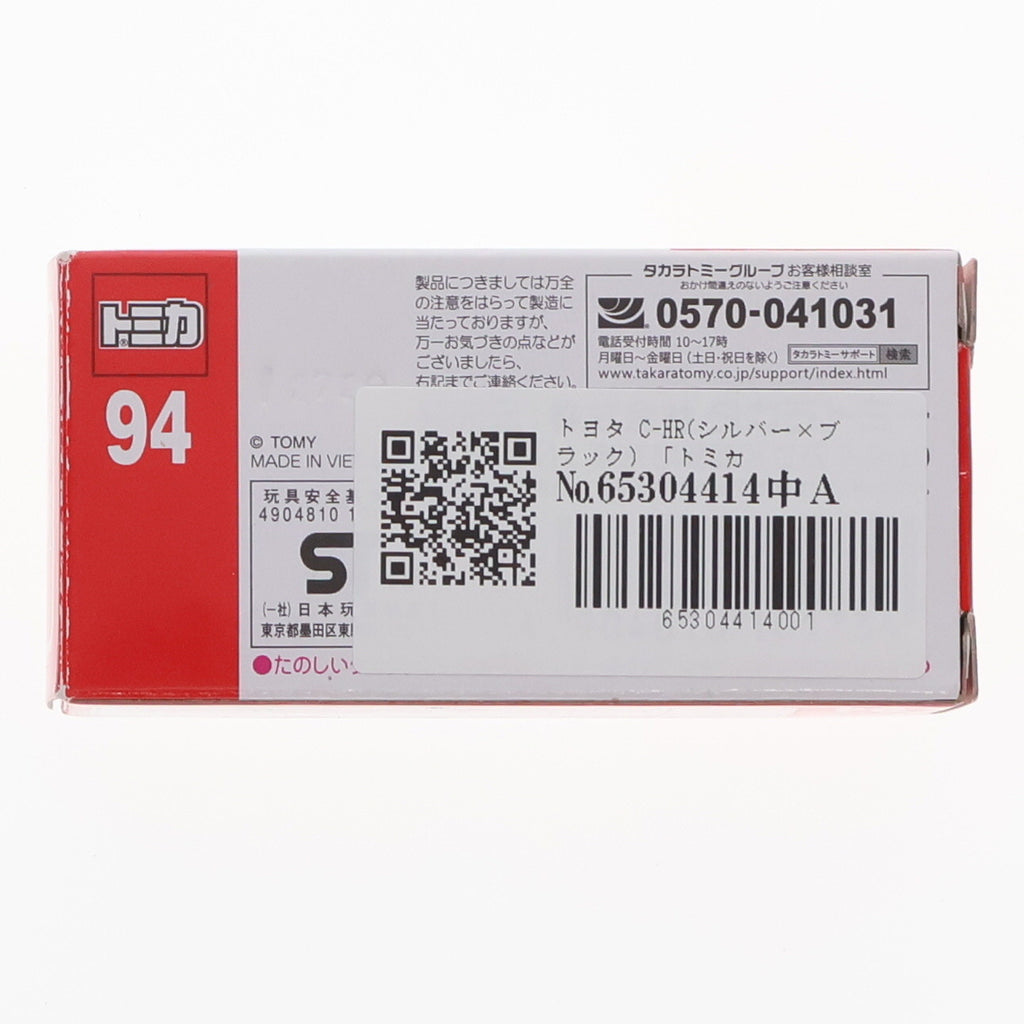 トミカ
94
製品につきましては万全
の注意をはらって製造に
当たっておりますが、
万一お気づきの点などが
ございましたら、
右記までご連絡ください。
タカラトミーグループ お客様相談室
おかけ間違えのないようご注意ください
0570-041031
電話受付時間 10〜17時
月曜日〜金曜日 (土日・祝日を除く) タカラトミーサポート 検索
www.takaratomy.co.jp/support/index.html
© TOMY
MADE IN VIE
玩具安全基
4904810 1
S
(一社) 日本玩
東京都墨田区東
●たのしい
トヨタ C-HR(シルバー×ブ
ラック) 「トミカ
No.65304414中A
65304414001